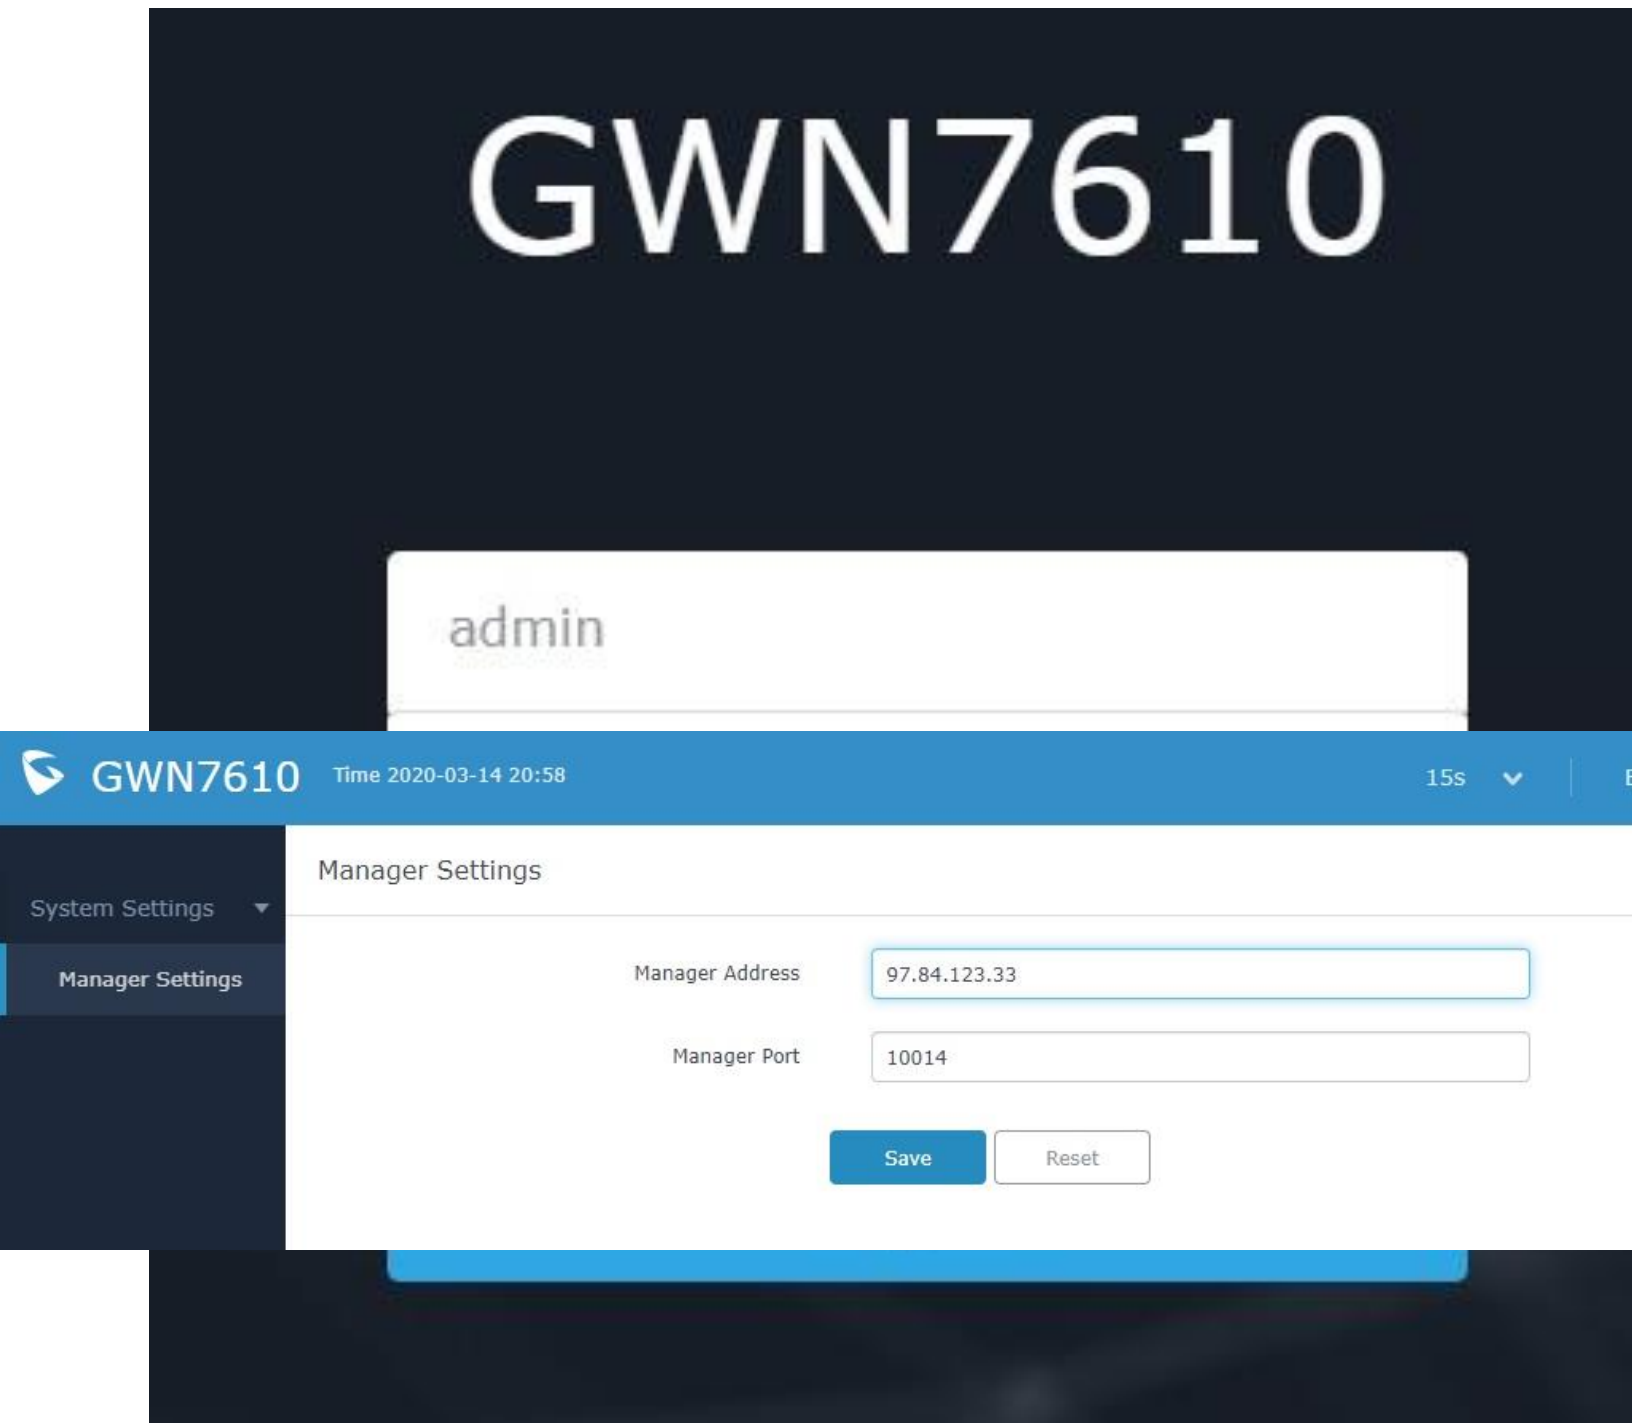 GWN7610
admin
GWN7610 Time 2020-03-14 20:58 15s
Manager Settings
System Settings
Manager Settings
Manager Address 97.84.123.33
Manager Port 10014
Save Reset